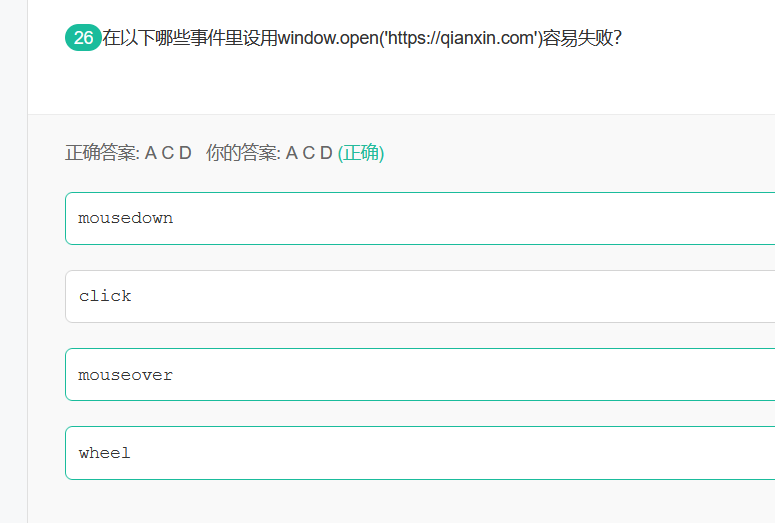 26在以下哪些事件里设用window.open('https://qianxin.com')容易失败?
正确答案: A C D 你的答案: A C D (正确)
mousedown
click
mouseover
wheel